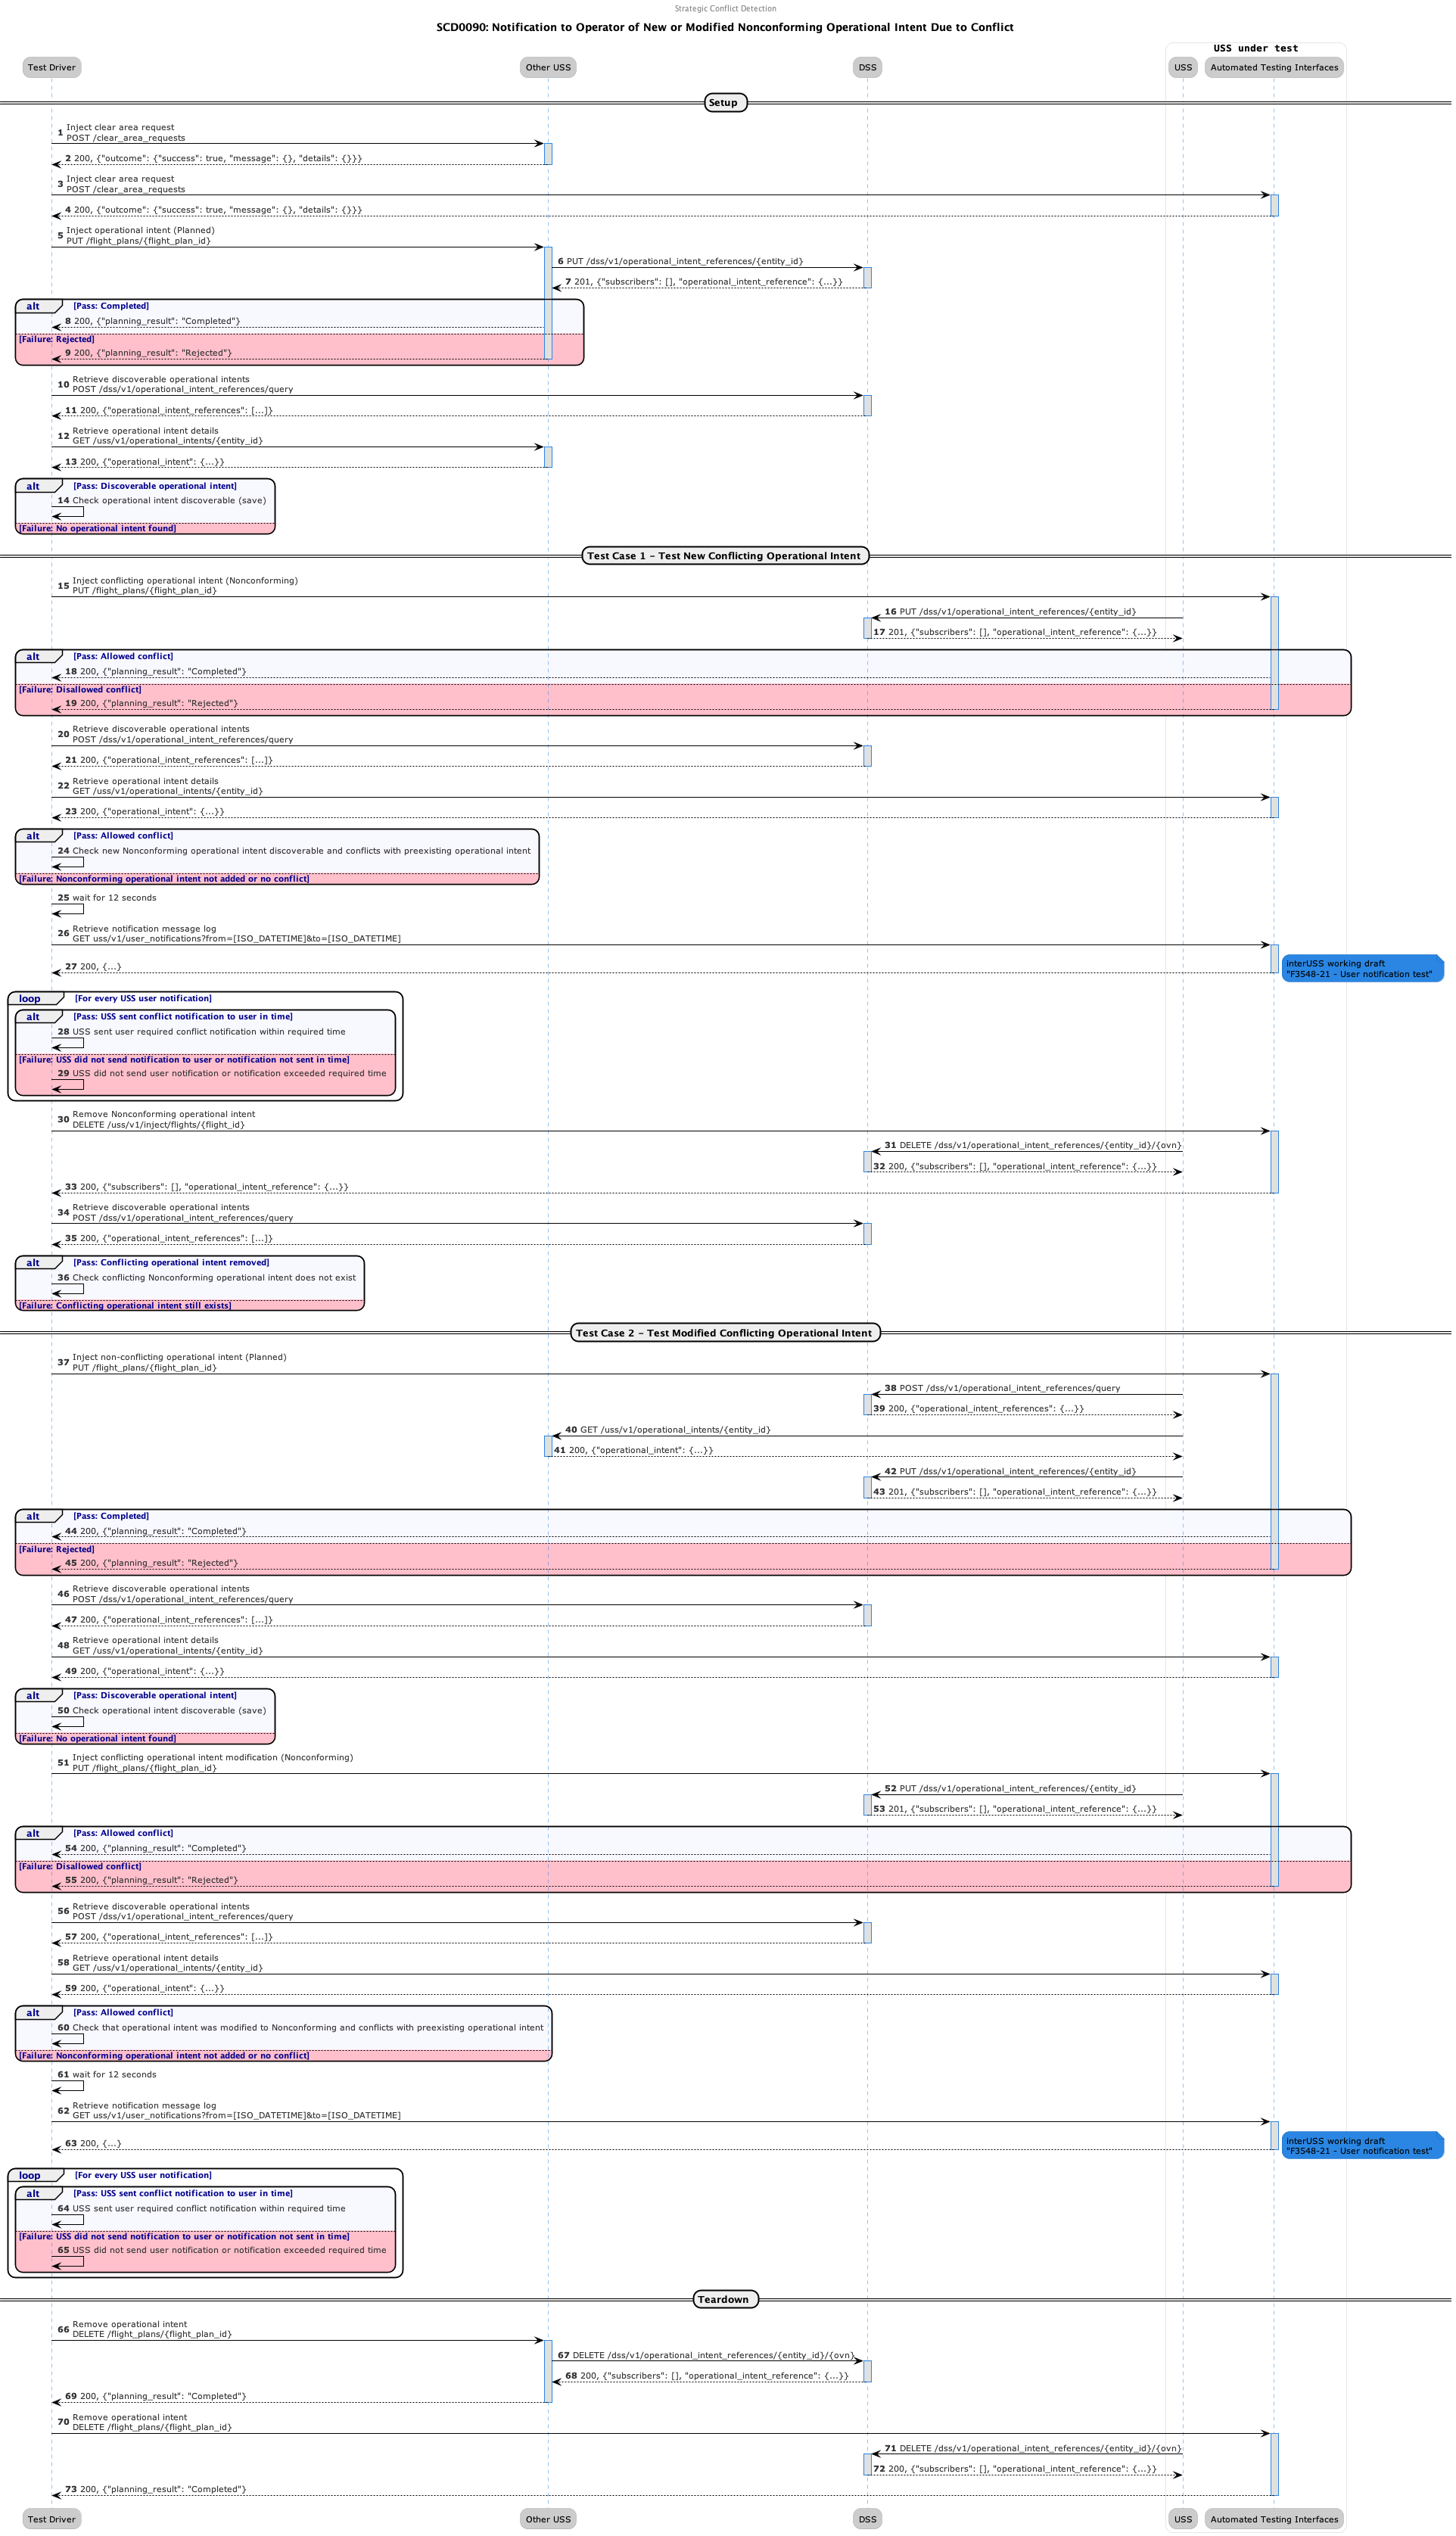 Strategic Conflict Detection
SCD0090: Notification to Operator of New or Modified Nonconforming Operational Intent Due to Conflict
USS under test
Test Driver
Other USS
DSS
USS
Automated Testing Interfaces
Setup
1 Inject clear area request
POST /clear_area_requests
2 200, {"outcome": {"success": true, "message": {}, "details": {}}}
3 Inject clear area request
POST /clear_area_requests
4 200, {"outcome": {"success": true, "message": {}, "details": {}}}
5 Inject operational intent (Planned)
PUT /flight_plans/{flight_plan_id}
6 PUT /dss/v1/operational_intent_references/{entity_id}
7 201, {"subscribers": [], "operational_intent_reference": {...}}
alt [Pass: Completed]
8 200, {"planning_result": "Completed"}
[Failure: Rejected]
9 200, {"planning_result": "Rejected"}
10 Retrieve discoverable operational intents
POST /dss/v1/operational_intent_references/query
11 200, {"operational_intent_references": [...]}
12 Retrieve operational intent details
GET /uss/v1/operational_intents/{entity_id}
13 200, {"operational_intent": {...}}
alt [Pass: Discoverable operational intent]
14 Check operational intent discoverable (save)
[Failure: No operational intent found]
Test Case 1 - Test New Conflicting Operational Intent
15 Inject conflicting operational intent (Nonconforming)
PUT /flight_plans/{flight_plan_id}
16 PUT /dss/v1/operational_intent_references/{entity_id}
17 201, {"subscribers": [], "operational_intent_reference": {...}}
alt [Pass: Allowed conflict]
18 200, {"planning_result": "Completed"}
[Failure: Disallowed conflict]
19 200, {"planning_result": "Rejected"}
20 Retrieve discoverable operational intents
POST /dss/v1/operational_intent_references/query
21 200, {"operational_intent_references": [...]}
22 Retrieve operational intent details
GET /uss/v1/operational_intents/{entity_id}
23 200, {"operational_intent": {...}}
alt [Pass: Allowed conflict]
24 Check new Nonconforming operational intent discoverable and conflicts with preexisting operational intent
[Failure: Nonconforming operational intent not added or no conflict]
25 wait for 12 seconds
26 Retrieve notification message log
GET uss/v1/user_notifications?from=[ISO_DATETIME]&to=[ISO_DATETIME]
27 200, {...}
interUSS working draft
"F3548-21 - User notification test"
loop [For every USS user notification]
alt [Pass: USS sent conflict notification to user in time]
28 USS sent user required conflict notification within required time
[Failure: USS did not send notification to user or notification not sent in time]
29 USS did not send user notification or notification exceeded required time
30 Remove Nonconforming operational intent
DELETE /uss/v1/inject/flights/{flight_id}
31 DELETE /dss/v1/operational_intent_references/{entity_id}/{ovn}
32 200, {"subscribers": [], "operational_intent_reference": {...}}
33 200, {"subscribers": [], "operational_intent_reference": {...}}
34 Retrieve discoverable operational intents
POST /dss/v1/operational_intent_references/query
35 200, {"operational_intent_references": [...]}
alt [Pass: Conflicting operational intent removed]
36 Check conflicting Nonconforming operational intent does not exist
[Failure: Conflicting operational intent still exists]
Test Case 2 - Test Modified Conflicting Operational Intent
37 Inject non-conflicting operational intent (Planned)
PUT /flight_plans/{flight_plan_id}
38 POST /dss/v1/operational_intent_references/query
39 200, {"operational_intent_references": {...}}
40 GET /uss/v1/operational_intents/{entity_id}
41 200, {"operational_intent": {...}}
42 PUT /dss/v1/operational_intent_references/{entity_id}
43 201, {"subscribers": [], "operational_intent_reference": {...}}
alt [Pass: Completed]
44 200, {"planning_result": "Completed"}
[Failure: Rejected]
45 200, {"planning_result": "Rejected"}
46 Retrieve discoverable operational intents
POST /dss/v1/operational_intent_references/query
47 200, {"operational_intent_references": [...]}
48 Retrieve operational intent details
GET /uss/v1/operational_intents/{entity_id}
49 200, {"operational_intent": {...}}
alt [Pass: Discoverable operational intent]
50 Check operational intent discoverable (save)
[Failure: No operational intent found]
51 Inject conflicting operational intent modification (Nonconforming)
PUT /flight_plans/{flight_plan_id}
52 PUT /dss/v1/operational_intent_references/{entity_id}
53 201, {"subscribers": [], "operational_intent_reference": {...}}
alt [Pass: Allowed conflict]
54 200, {"planning_result": "Completed"}
[Failure: Disallowed conflict]
55 200, {"planning_result": "Rejected"}
56 Retrieve discoverable operational intents
POST /dss/v1/operational_intent_references/query
57 200, {"operational_intent_references": [...]}
58 Retrieve operational intent details
GET /uss/v1/operational_intents/{entity_id}
59 200, {"operational_intent": {...}}
alt [Pass: Allowed conflict]
60 Check that operational intent was modified to Nonconforming and conflicts with preexisting operational intent
[Failure: Nonconforming operational intent not added or no conflict]
61 wait for 12 seconds
62 Retrieve notification message log
GET uss/v1/user_notifications?from=[ISO_DATETIME]&to=[ISO_DATETIME]
63 200, {...}
interUSS working draft
"F3548-21 - User notification test"
loop [For every USS user notification]
alt [Pass: USS sent conflict notification to user in time]
64 USS sent user required conflict notification within required time
[Failure: USS did not send notification to user or notification not sent in time]
65 USS did not send user notification or notification exceeded required time
Teardown
66 Remove operational intent
DELETE /flight_plans/{flight_plan_id}
67 DELETE /dss/v1/operational_intent_references/{entity_id}/{ovn}
68 200, {"subscribers": [], "operational_intent_reference": {...}}
69 200, {"planning_result": "Completed"}
70 Remove operational intent
DELETE /flight_plans/{flight_plan_id}
71 DELETE /dss/v1/operational_intent_references/{entity_id}/{ovn}
72 200, {"subscribers": [], "operational_intent_reference": {...}}
73 200, {"planning_result": "Completed"}
Test Driver
Other USS
DSS
USS
Automated Testing Interfaces